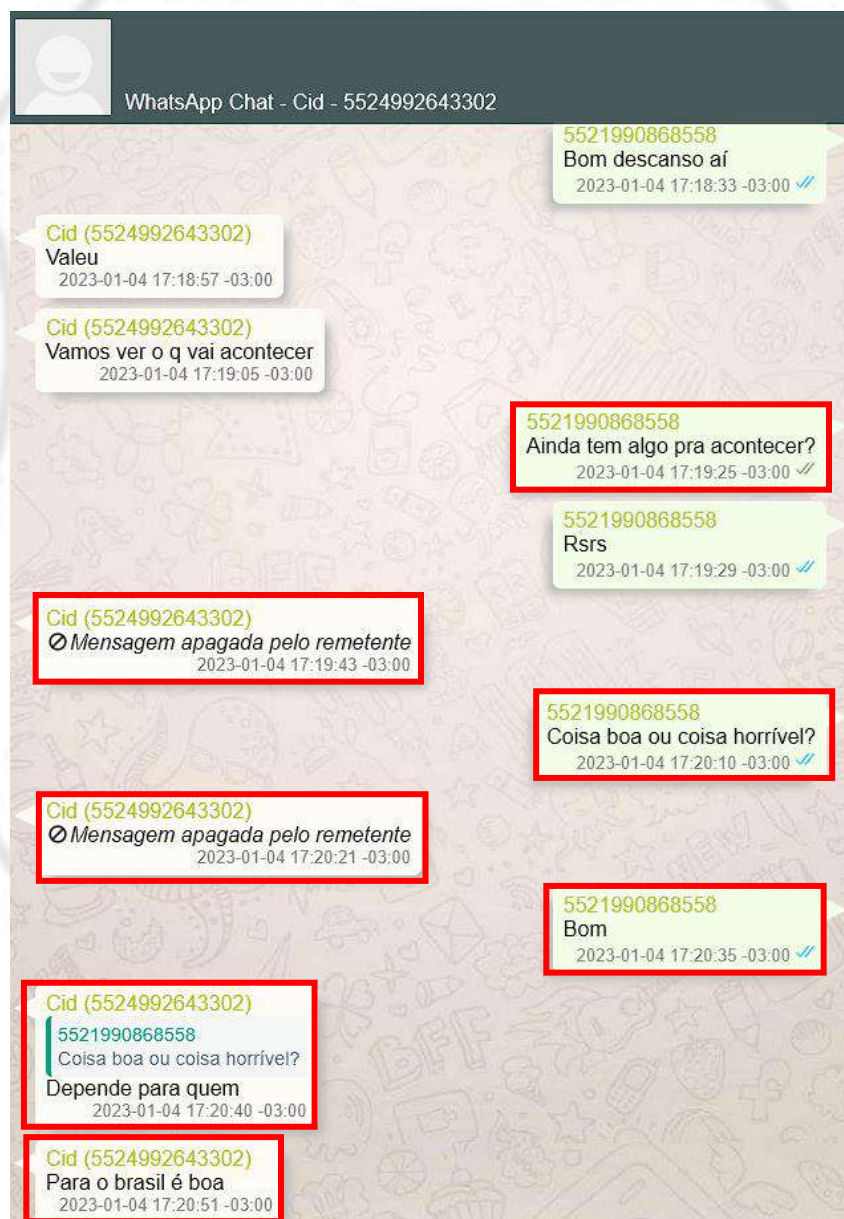 WhatsApp Chat - Cid - 5524992643302
5521990868558
Bom descanso aí
2023-01-04 17:18:33 -03:00
Cid (5524992643302)
Valeu
2023-01-04 17:18:57 -03:00
Cid (5524992643302)
Vamos ver o q vai acontecer
2023-01-04 17:19:05 -03:00
5521990868558
Ainda tem algo pra acontecer?
2023-01-04 17:19:25 -03:00
5521990868558
Rsrs
2023-01-04 17:19:29 -03:00
Cid (5524992643302)
Mensagem apagada pelo remetente
2023-01-04 17:19:43 -03:00
5521990868558
Coisa boa ou coisa horrível?
2023-01-04 17:20:10 -03:00
Cid (5524992643302)
Mensagem apagada pelo remetente
2023-01-04 17:20:21 -03:00
5521990868558
Bom
2023-01-04 17:20:35 -03:00
Cid (5524992643302)
5521990868558
Coisa boa ou coisa horrível?
Depende para quem
2023-01-04 17:20:40 -03:00
Cid (5524992643302)
Para o brasil é boa
2023-01-04 17:20:51 -03:00